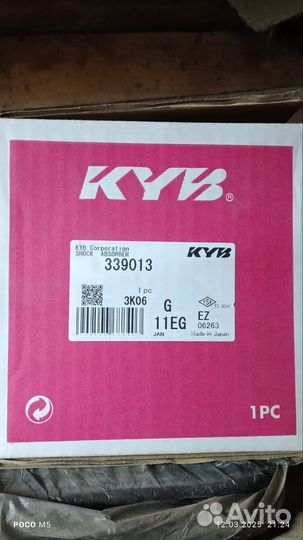 KYB®
KYB Corporation
SHOCK ABSORBER
339013
KYB
1pc
3K06
G
11EG
JAN
EZ
06263
Made in Japan
1PC
POCO M5
Avito
12.03.2025 21:24